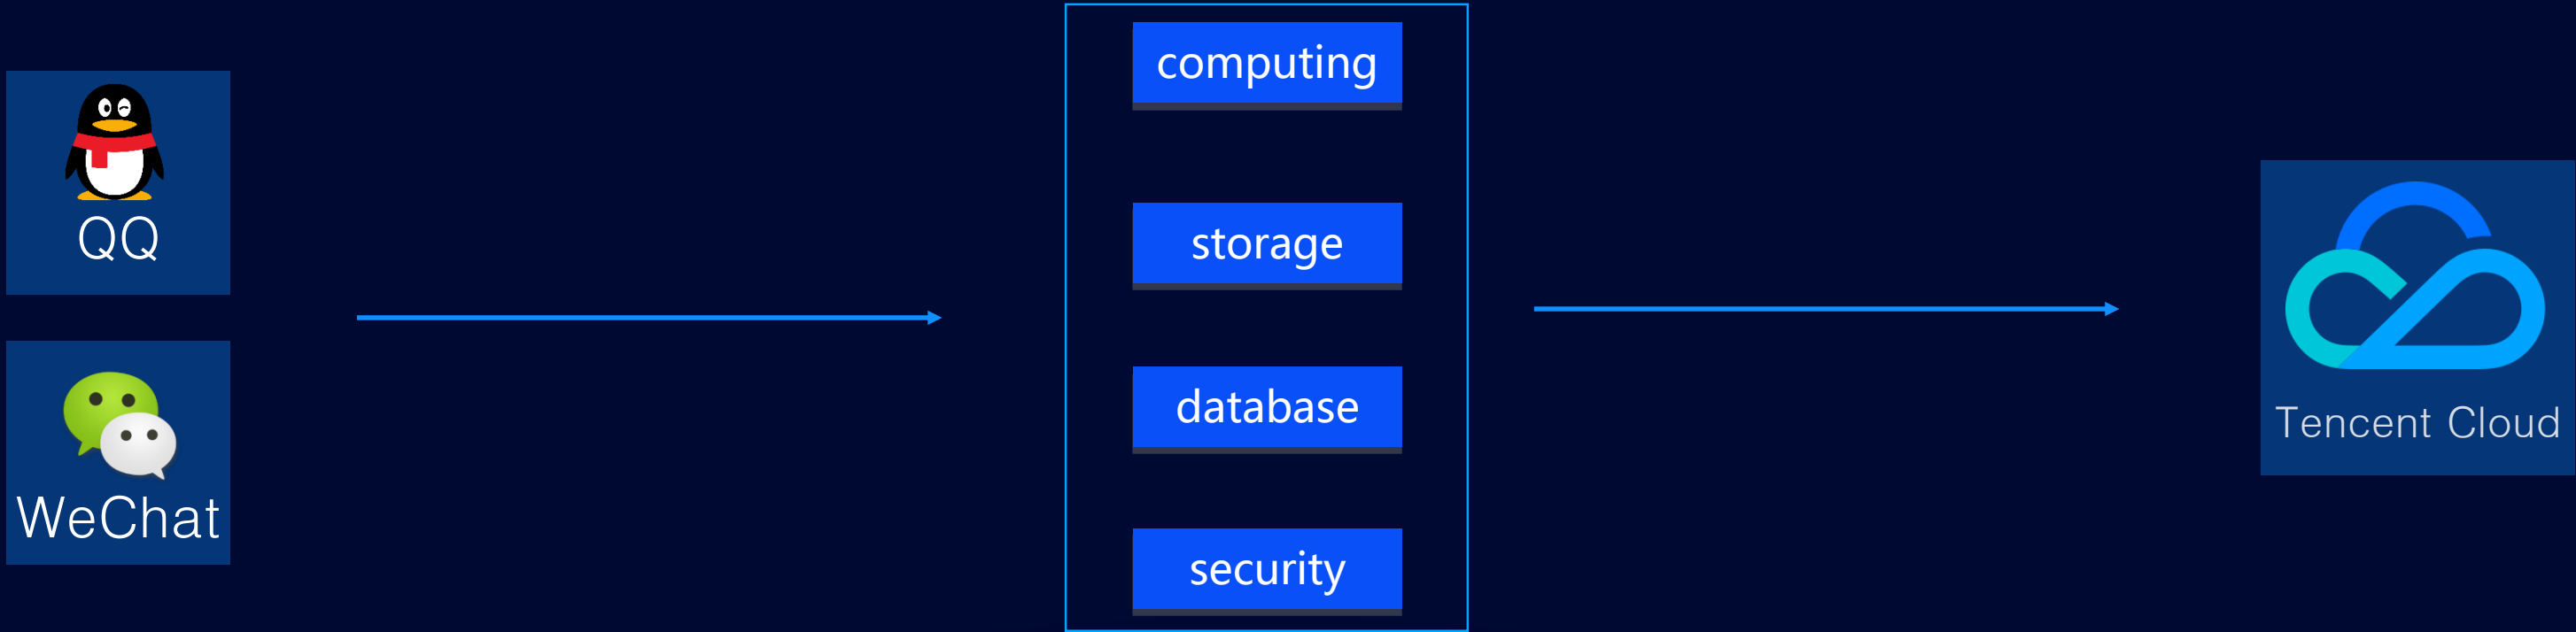 QQ
WeChat
computing
storage
database
security
Tencent Cloud